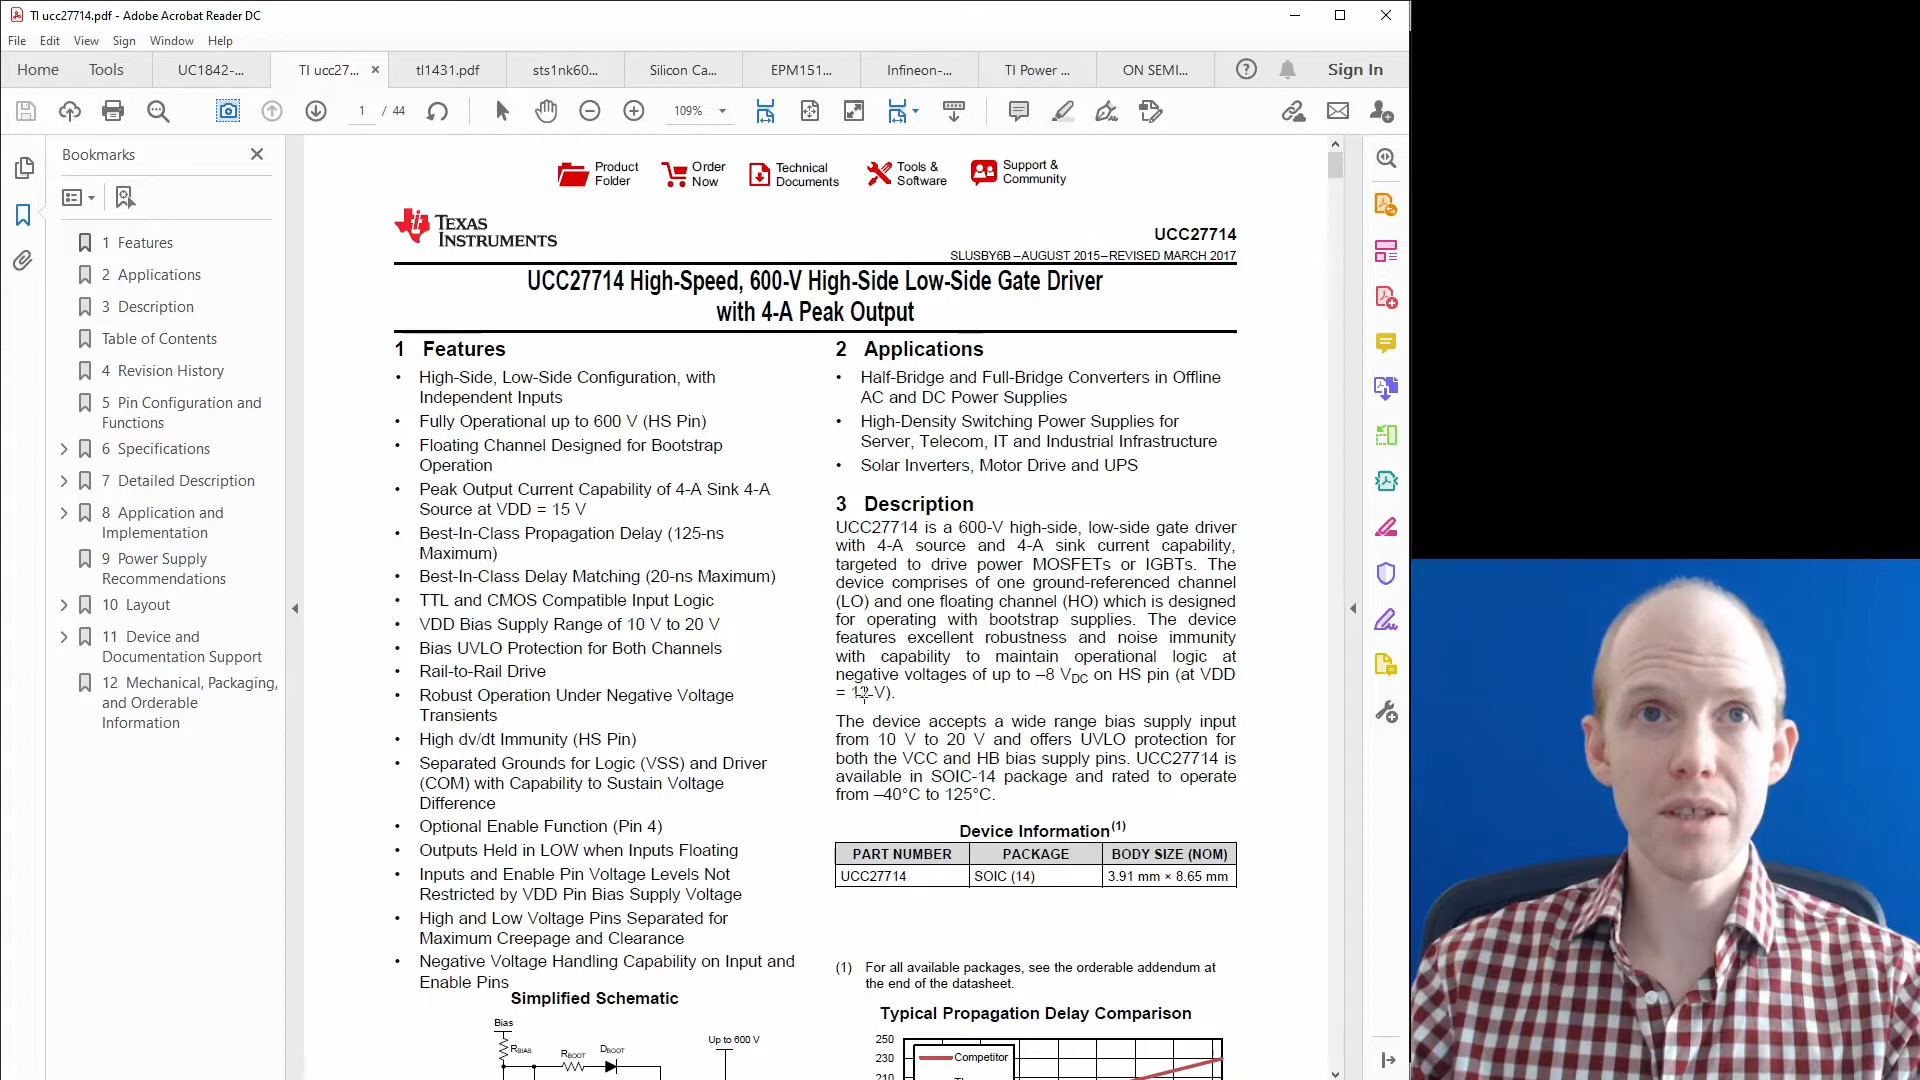 TI ucc27714.pdf - Adobe Acrobat Reader DC
File Edit View Sign Window Help
Home Tools UC1842-... TI ucc27... tl1431.pdf sts1nk60... Silicon Ca... EPM151... Infineon-... TI Power ... ON SEMI... Sign In
1 / 44 109%
Bookmarks
1 Features
2 Applications
3 Description
Table of Contents
4 Revision History
5 Pin Configuration and
Functions
6 Specifications
7 Detailed Description
8 Application and
Implementation
9 Power Supply
Recommendations
10 Layout
11 Device and
Documentation Support
12 Mechanical, Packaging,
and Orderable
Information
Product
Folder
Order
Now
Technical
Documents
Tools &
Software
Support &
Community
TEXAS
INSTRUMENTS
UCC27714
SLUSBY6B –AUGUST 2015–REVISED MARCH 2017
UCC27714 High-Speed, 600-V High-Side Low-Side Gate Driver
with 4-A Peak Output
1 Features
• High-Side, Low-Side Configuration, with
Independent Inputs
• Fully Operational up to 600 V (HS Pin)
• Floating Channel Designed for Bootstrap
Operation
• Peak Output Current Capability of 4-A Sink 4-A
Source at VDD = 15 V
• Best-In-Class Propagation Delay (125-ns
Maximum)
• Best-In-Class Delay Matching (20-ns Maximum)
• TTL and CMOS Compatible Input Logic
• VDD Bias Supply Range of 10 V to 20 V
• Bias UVLO Protection for Both Channels
• Rail-to-Rail Drive
• Robust Operation Under Negative Voltage
Transients
• High dv/dt Immunity (HS Pin)
• Separated Grounds for Logic (VSS) and Driver
(COM) with Capability to Sustain Voltage
Difference
• Optional Enable Function (Pin 4)
• Outputs Held in LOW when Inputs Floating
• Inputs and Enable Pin Voltage Levels Not
Restricted by VDD Pin Bias Supply Voltage
• High and Low Voltage Pins Separated for
Maximum Creepage and Clearance
• Negative Voltage Handling Capability on Input and
Enable Pins
Simplified Schematic
Bias
RBIAS
RBOOT
DBOOT
Up to 600 V
2 Applications
• Half-Bridge and Full-Bridge Converters in Offline
AC and DC Power Supplies
• High-Density Switching Power Supplies for
Server, Telecom, IT and Industrial Infrastructure
• Solar Inverters, Motor Drive and UPS
3 Description
UCC27714 is a 600-V high-side, low-side gate driver
with 4-A source and 4-A sink current capability,
targeted to drive power MOSFETs or IGBTs. The
device comprises of one ground-referenced channel
(LO) and one floating channel (HO) which is designed
for operating with bootstrap supplies. The device
features excellent robustness and noise immunity
with capability to maintain operational logic at
negative voltages of up to –8 VDC on HS pin (at VDD
= 12 V).
The device accepts a wide range bias supply input
from 10 V to 20 V and offers UVLO protection for
both the VCC and HB bias supply pins. UCC27714 is
available in SOIC-14 package and rated to operate
from –40°C to 125°C.
Device Information(1)
PART NUMBER PACKAGE BODY SIZE (NOM)
UCC27714 SOIC (14) 3.91 mm × 8.65 mm
(1) For all available packages, see the orderable addendum at
the end of the datasheet.
Typical Propagation Delay Comparison
250
230
210
Competitor